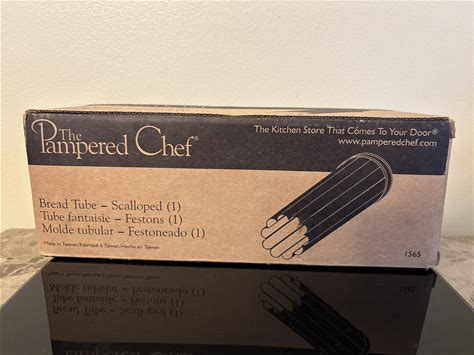 The
Pampered Chef®
The Kitchen Store That Comes To Your Door®
www.pamperedchef.com
Bread Tube – Scalloped (1)
Tube fantaisie – Festons (1)
Molde tubular – Festoneado (1)
Made in Taiwan/Fabriqué à Taiwan/Hecho en Taiwan
1565